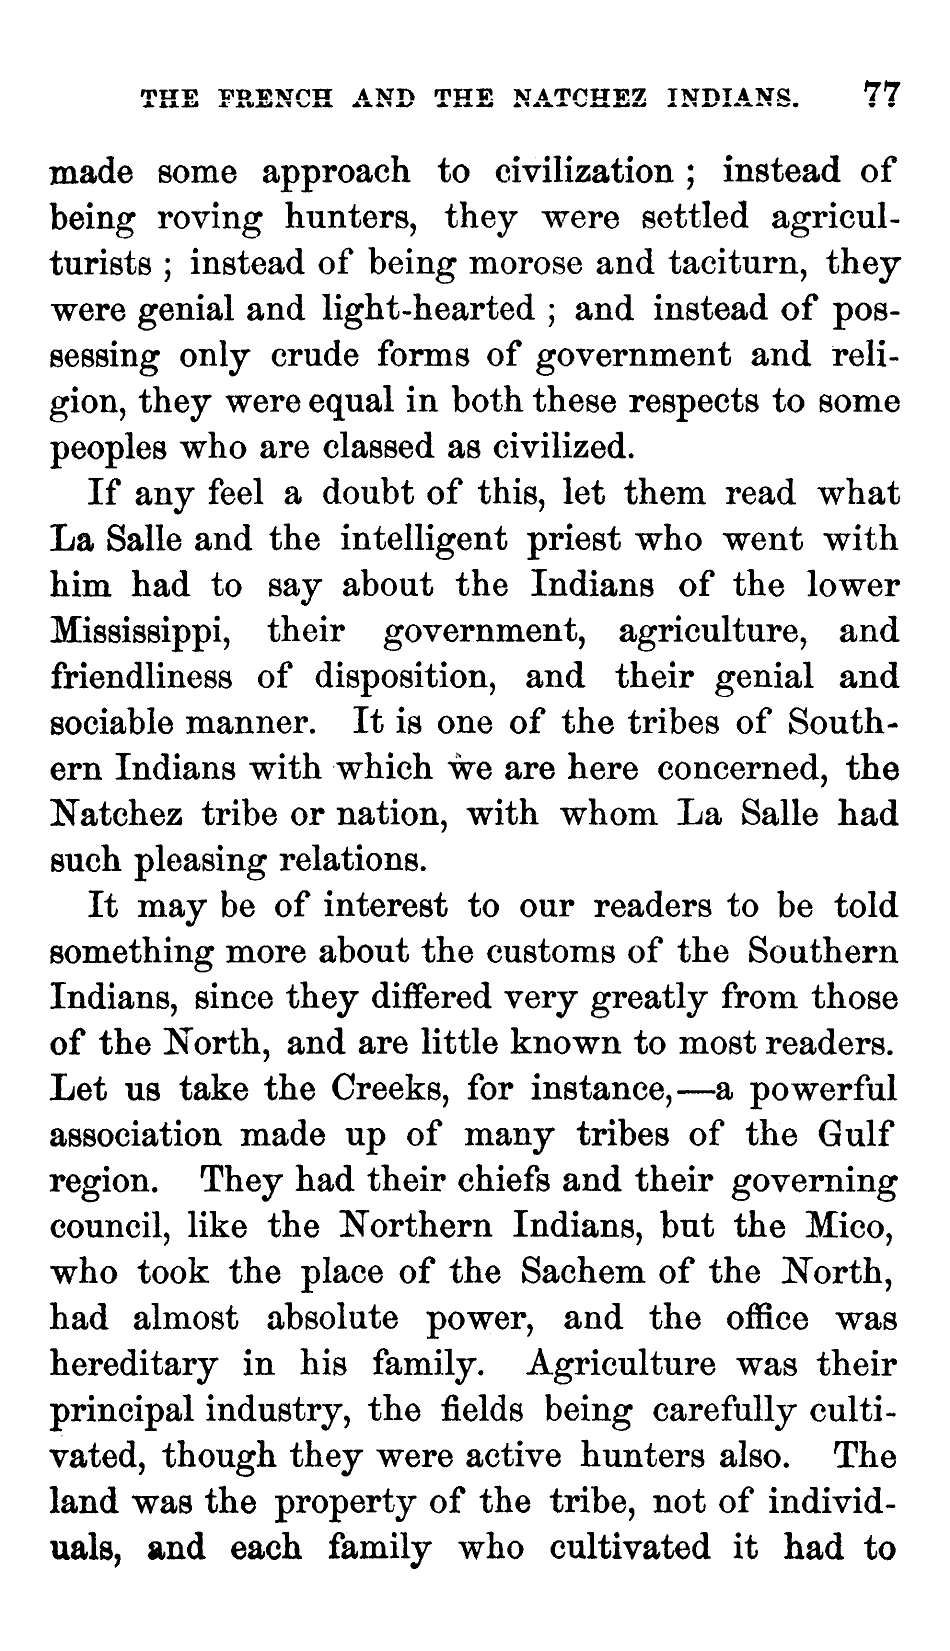 THE FRENCH AND THE NATCHEZ INDIANS. 77
made some approach to civilization ; instead of
being roving hunters, they were settled agricul-
turists ; instead of being morose and taciturn, they
were genial and light-hearted ; and instead of pos-
sessing only crude forms of government and reli-
gion, they were equal in both these respects to some
peoples who are classed as civilized.
If any feel a doubt of this, let them read what
La Salle and the intelligent priest who went with
him had to say about the Indians of the lower
Mississippi, their government, agriculture, and
friendliness of disposition, and their genial and
sociable manner. It is one of the tribes of South-
ern Indians with which we are here concerned, the
Natchez tribe or nation, with whom La Salle had
such pleasing relations.
It may be of interest to our readers to be told
something more about the customs of the Southern
Indians, since they differed very greatly from those
of the North, and are little known to most readers.
Let us take the Creeks, for instance,—a powerful
association made up of many tribes of the Gulf
region. They had their chiefs and their governing
council, like the Northern Indians, but the Mico,
who took the place of the Sachem of the North,
had almost absolute power, and the office was
hereditary in his family. Agriculture was their
principal industry, the fields being carefully culti-
vated, though they were active hunters also. The
land was the property of the tribe, not of individ-
uals, and each family who cultivated it had to